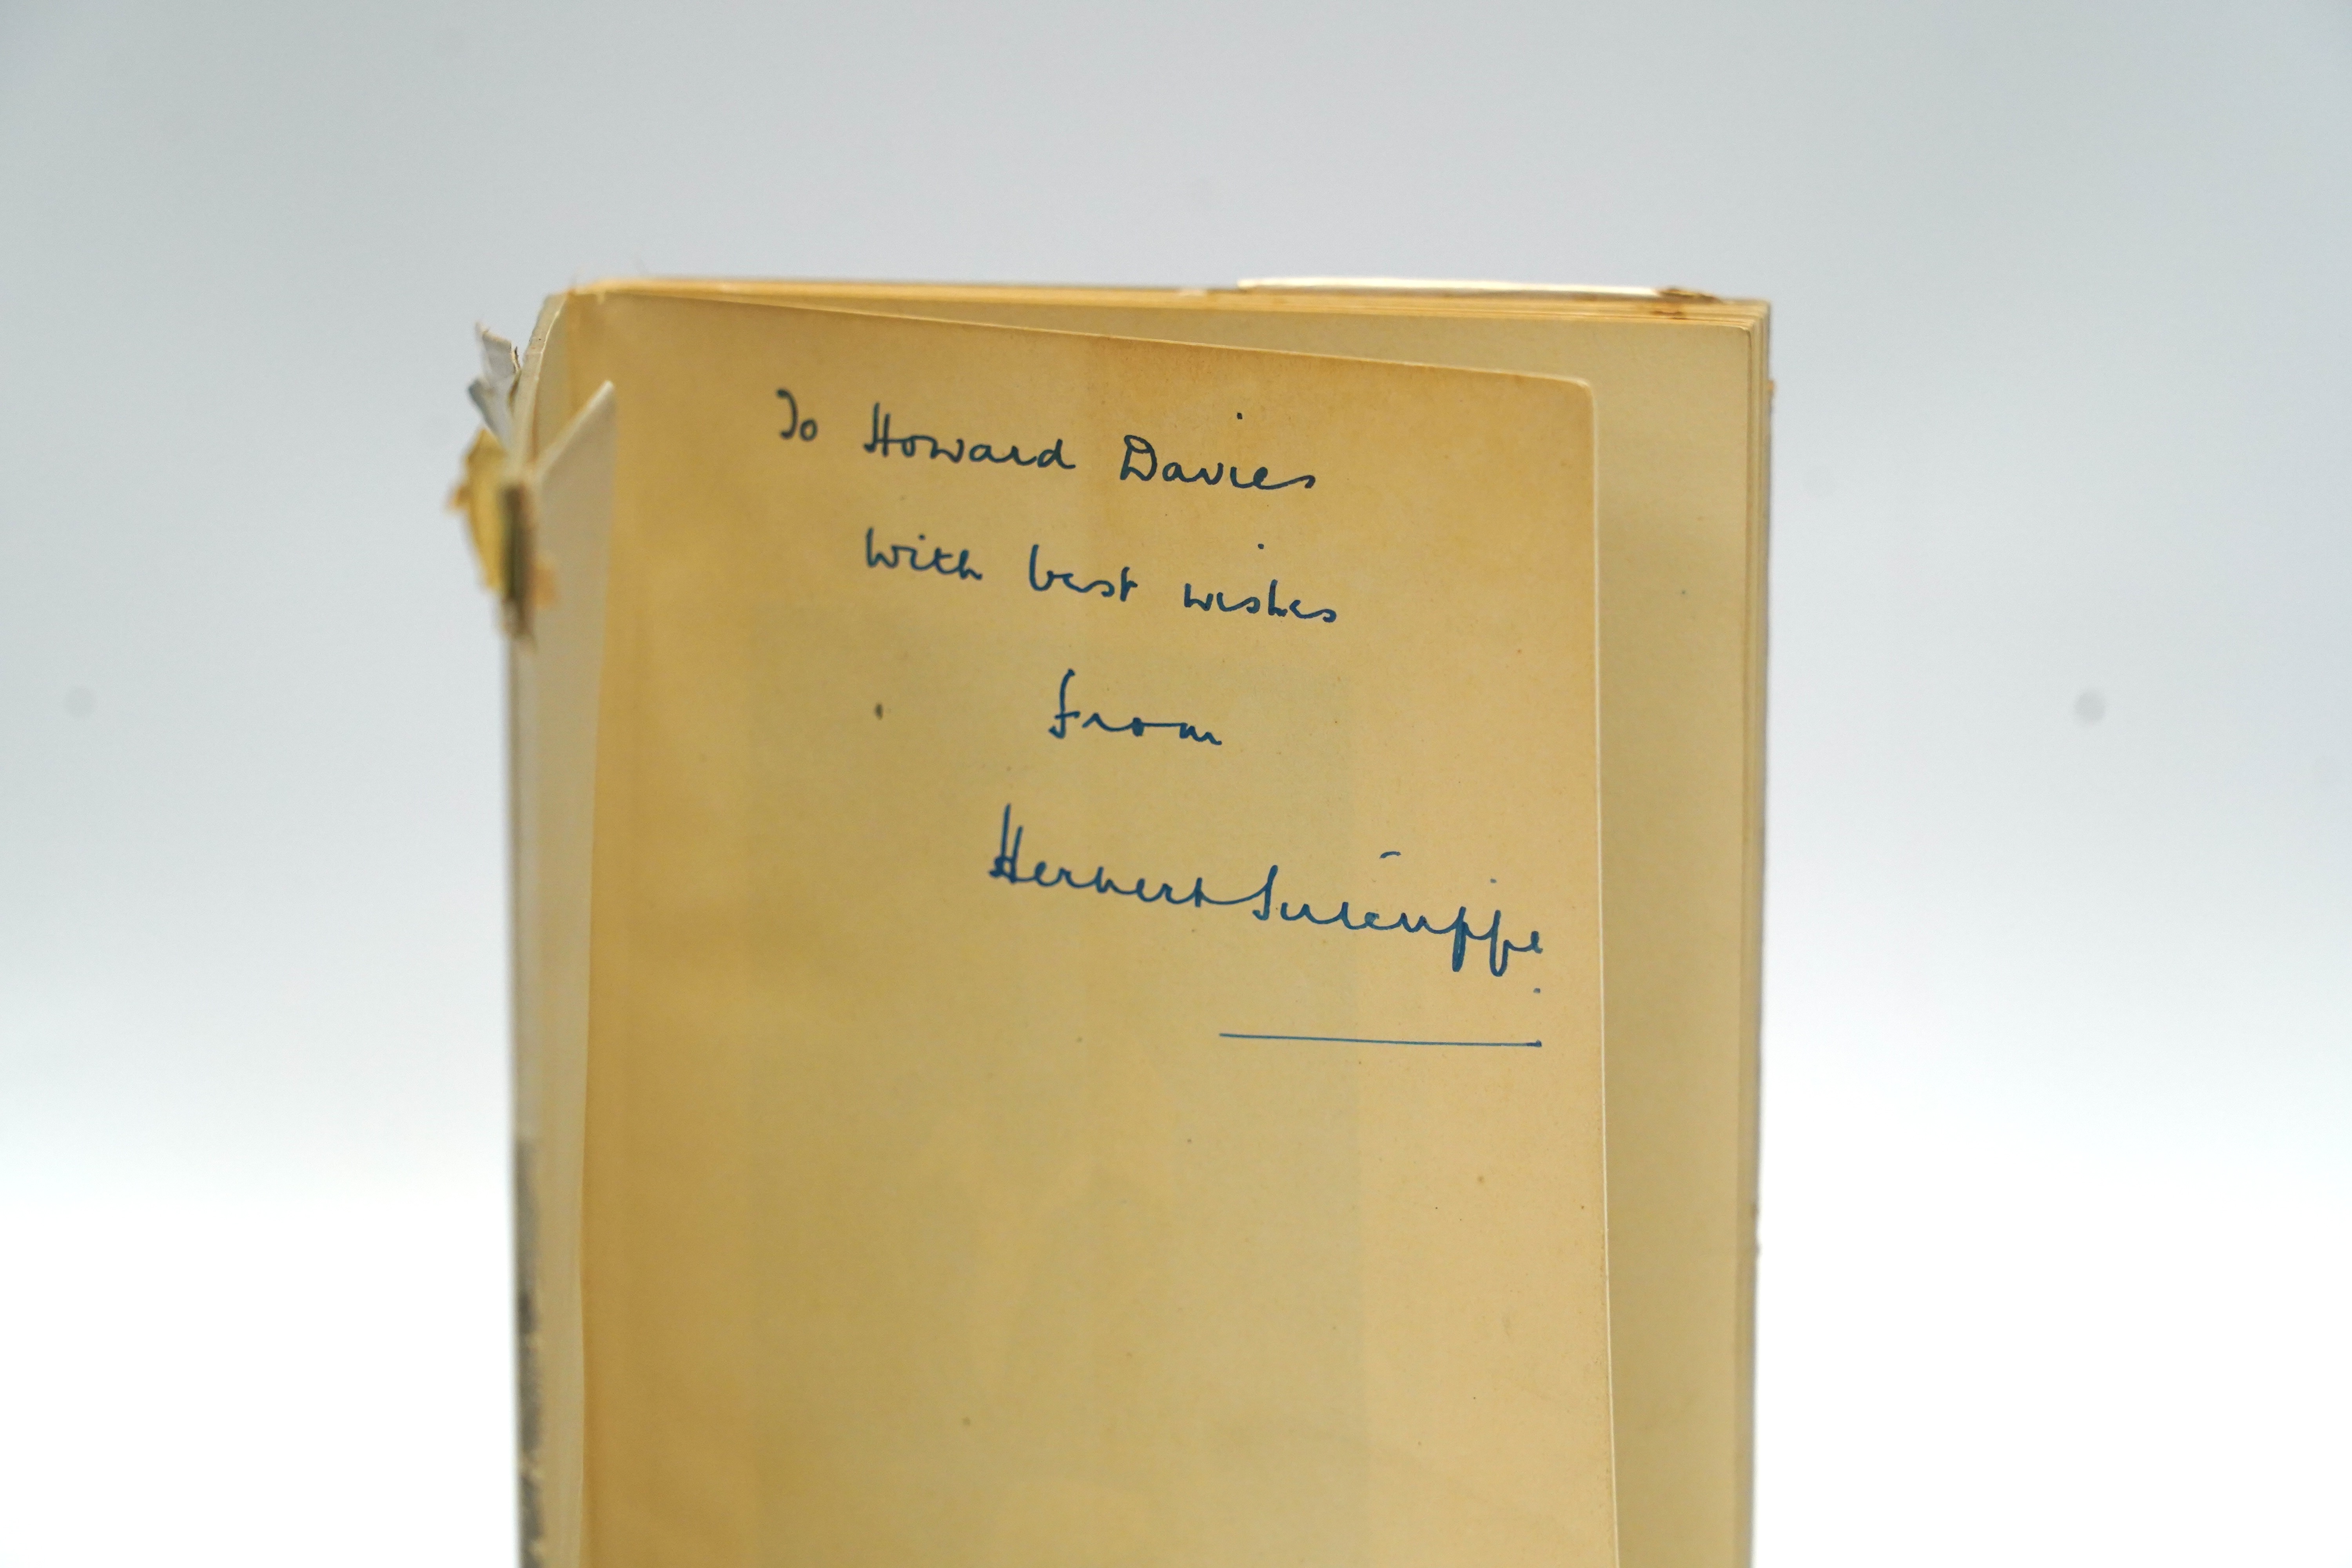 To Howard Davies
with best wishes
from
Herbert Sutcliffe